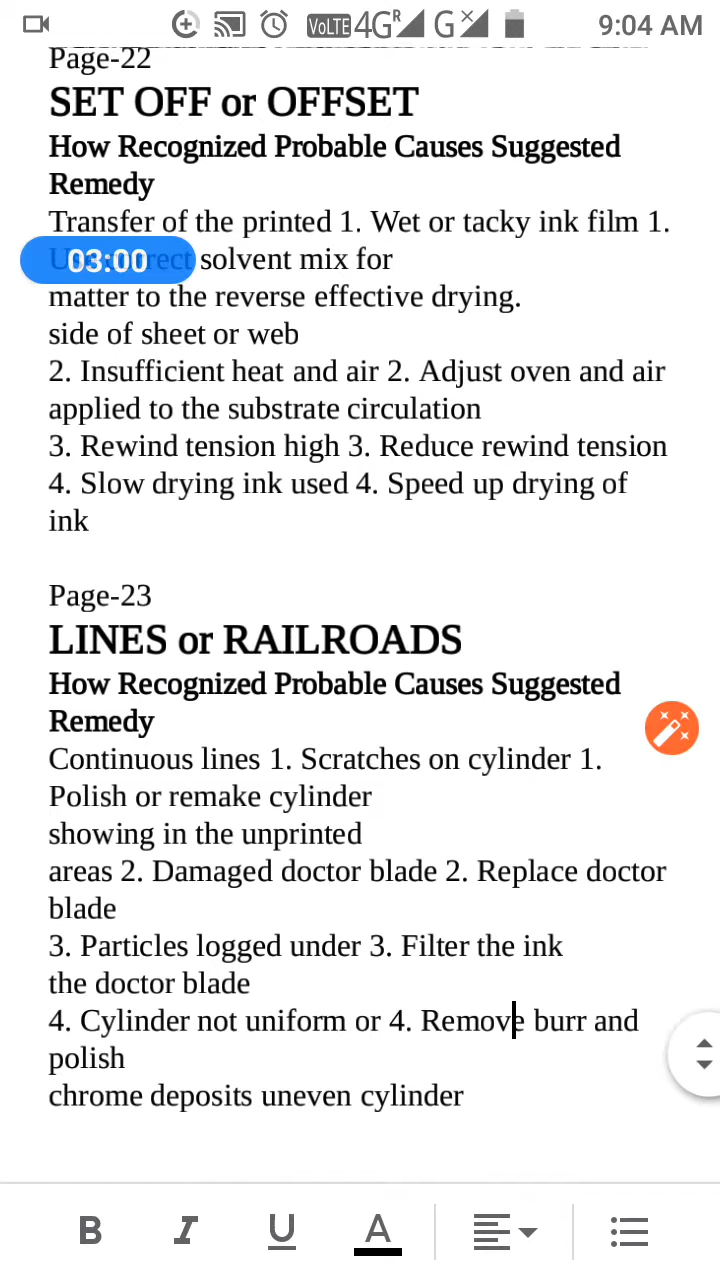 VoLTE 4G R G 9:04 AM
Page-22
SET OFF or OFFSET
How Recognized Probable Causes Suggested
Remedy
Transfer of the printed 1. Wet or tacky ink film 1.
03:00 solvent mix for
matter to the reverse effective drying.
side of sheet or web
2. Insufficient heat and air 2. Adjust oven and air
applied to the substrate circulation
3. Rewind tension high 3. Reduce rewind tension
4. Slow drying ink used 4. Speed up drying of
ink
Page-23
LINES or RAILROADS
How Recognized Probable Causes Suggested
Remedy
Continuous lines 1. Scratches on cylinder 1.
Polish or remake cylinder
showing in the unprinted
areas 2. Damaged doctor blade 2. Replace doctor
blade
3. Particles logged under 3. Filter the ink
the doctor blade
4. Cylinder not uniform or 4. Remove burr and
polish
chrome deposits uneven cylinder
B I U A